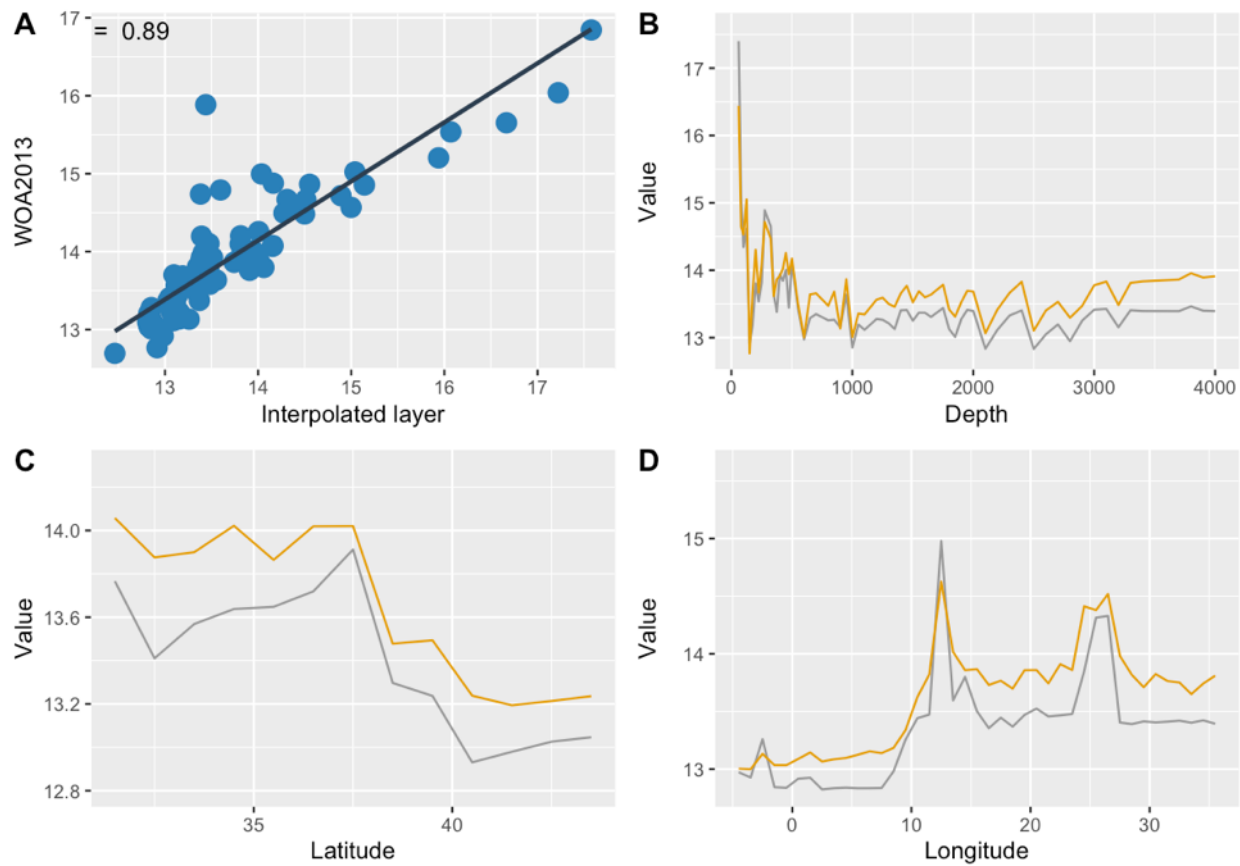 A
= 0.89
17
16
15
14
13
WOA2013
13 14 15 16 17
Interpolated layer
B
17
16
15
14
13
Value
0 1000 2000 3000 4000
Depth
C
14.0
13.6
13.2
12.8
Value
35 40
Latitude
D
15
14
13
Value
0 10 20 30
Longitude